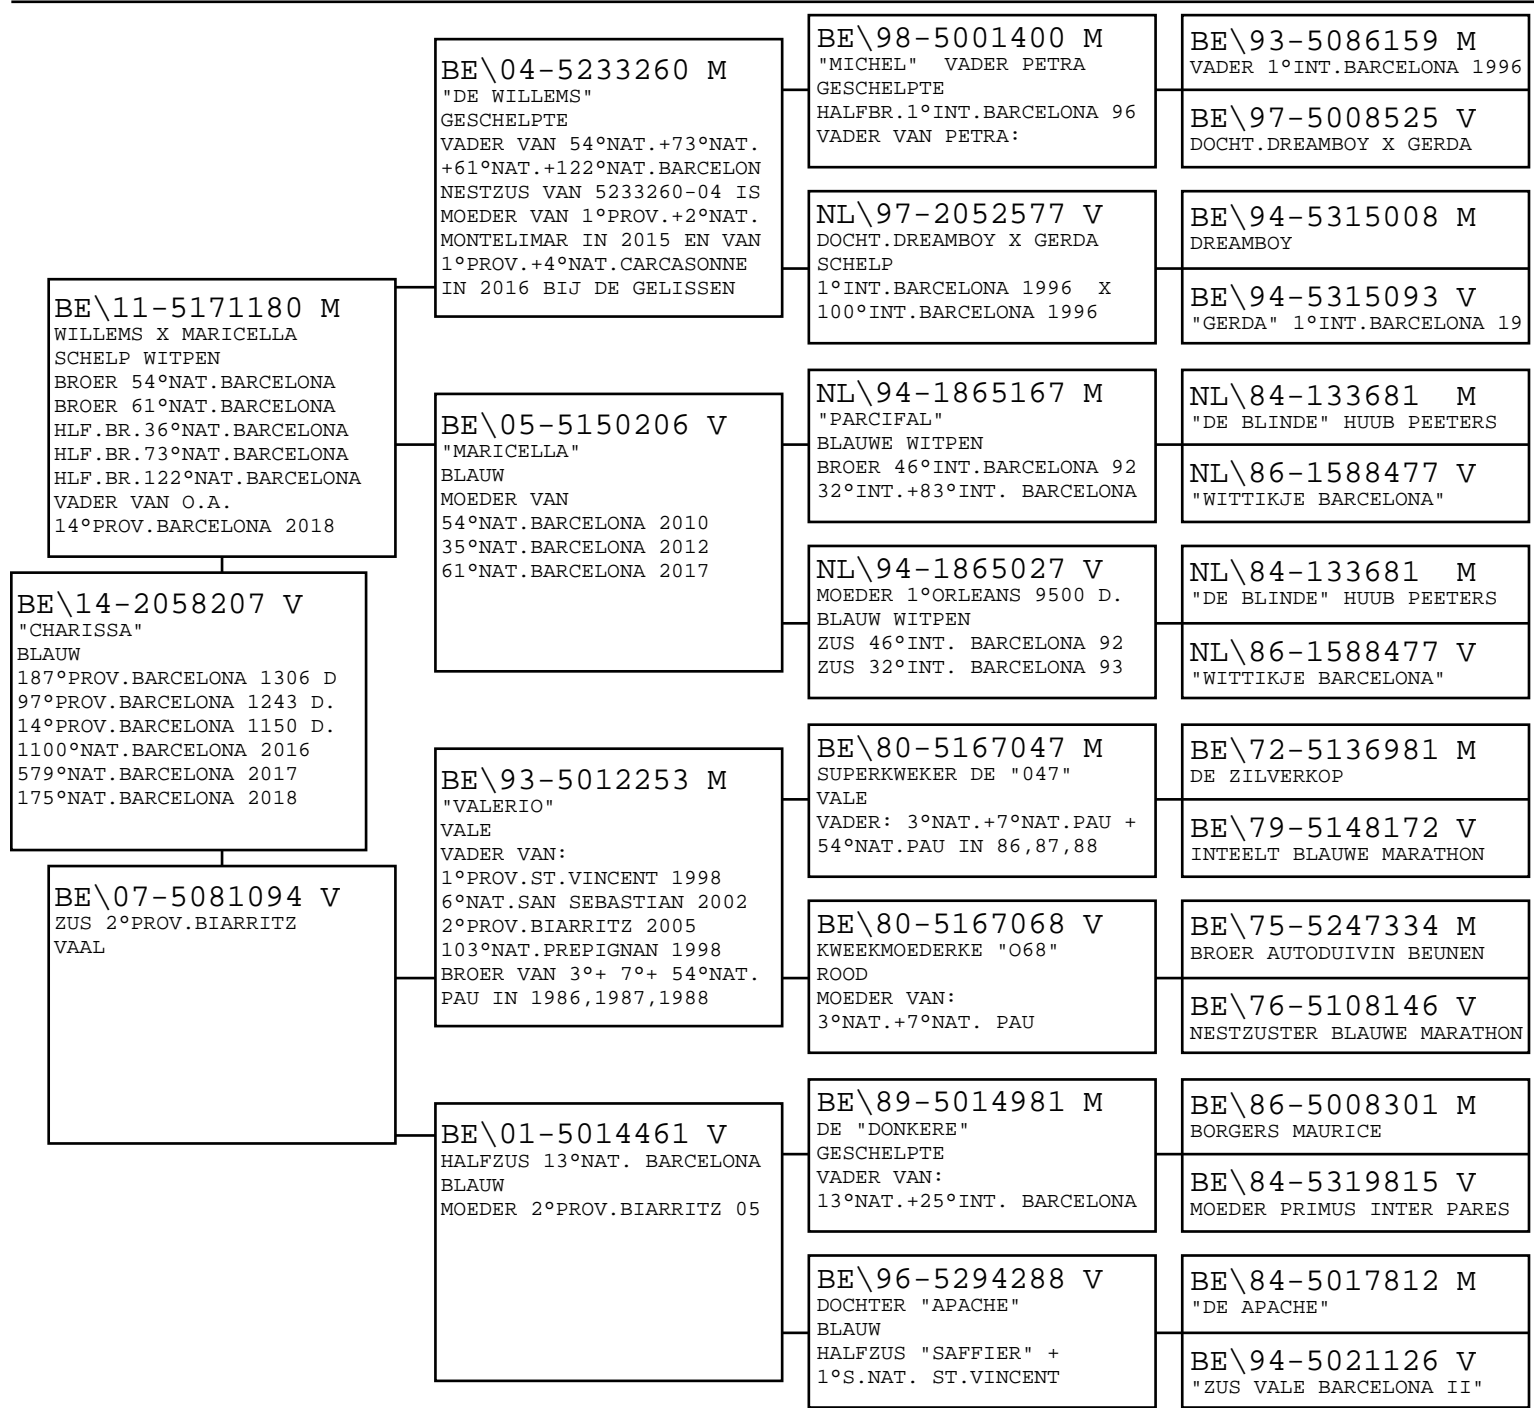 BE\14-2058207 V
"CHARISSA"
BLAUW
187°PROV.BARCELONA 1306 D
97°PROV.BARCELONA 1243 D.
14°PROV.BARCELONA 1150 D.
1100°NAT.BARCELONA 2016
579°NAT.BARCELONA 2017
175°NAT.BARCELONA 2018
BE\11-5171180 M
WILLEMS X MARICELLA
SCHELP WITPEN
BROER 54°NAT.BARCELONA
BROER 61°NAT.BARCELONA
HLF.BR.36°NAT.BARCELONA
HLF.BR.73°NAT.BARCELONA
HLF.BR.122°NAT.BARCELONA
VADER VAN O.A.
14°PROV.BARCELONA 2018
BE\07-5081094 V
ZUS 2°PROV.BIARRITZ
VAAL
BE\04-5233260 M
"DE WILLEMS"
GESCHELPTE
VADER VAN 54°NAT.+73°NAT.
+61°NAT.+122°NAT.BARCELON
NESTZUS VAN 5233260-04 IS
MOEDER VAN 1°PROV.+2°NAT.
MONTELIMAR IN 2015 EN VAN
1°PROV.+4°NAT.CARCASONNE
IN 2016 BIJ DE GELISSEN
BE\05-5150206 V
"MARICELLA"
BLAUW
MOEDER VAN
54°NAT.BARCELONA 2010
35°NAT.BARCELONA 2012
61°NAT.BARCELONA 2017
BE\93-5012253 M
"VALERIO"
VALE
VADER VAN:
1°PROV.ST.VINCENT 1998
6°NAT.SAN SEBASTIAN 2002
2°PROV.BIARRITZ 2005
103°NAT.PREPIGNAN 1998
BROER VAN 3°+ 7°+ 54°NAT.
PAU IN 1986,1987,1988
BE\01-5014461 V
HALFZUS 13°NAT. BARCELONA
BLAUW
MOEDER 2°PROV.BIARRITZ 05
BE\98-5001400 M
"MICHEL"  VADER PETRA
GESCHELPTE
HALFBR.1°INT.BARCELONA 96
VADER VAN PETRA:
NL\97-2052577 V
DOCHT.DREAMBOY X GERDA
SCHELP
1°INT.BARCELONA 1996  X
100°INT.BARCELONA 1996
NL\94-1865167 M
"PARCIFAL"
BLAUWE WITPEN
BROER 46°INT.BARCELONA 92
32°INT.+83°INT. BARCELONA
NL\94-1865027 V
MOEDER 1°ORLEANS 9500 D.
BLAUW WITPEN
ZUS 46°INT. BARCELONA 92
ZUS 32°INT. BARCELONA 93
BE\80-5167047 M
SUPERKWEKER DE "047"
VALE
VADER: 3°NAT.+7°NAT.PAU +
54°NAT.PAU IN 86,87,88
BE\80-5167068 V
KWEEKMOEDERKE "O68"
ROOD
MOEDER VAN:
3°NAT.+7°NAT. PAU
BE\89-5014981 M
DE "DONKERE"
GESCHELPTE
VADER VAN:
13°NAT.+25°INT. BARCELONA
BE\96-5294288 V
DOCHTER "APACHE"
BLAUW
HALFZUS "SAFFIER" +
1°S.NAT. ST.VINCENT
BE\93-5086159 M
VADER 1°INT.BARCELONA 1996
BE\97-5008525 V
DOCHT.DREAMBOY X GERDA
BE\94-5315008 M
DREAMBOY
BE\94-5315093 V
"GERDA" 1°INT.BARCELONA 19
NL\84-133681  M
"DE BLINDE" HUUB PEETERS
NL\86-1588477 V
"WITTIKJE BARCELONA"
NL\84-133681  M
"DE BLINDE" HUUB PEETERS
NL\86-1588477 V
"WITTIKJE BARCELONA"
BE\72-5136981 M
DE ZILVERKOP
BE\79-5148172 V
INTEELT BLAUWE MARATHON
BE\75-5247334 M
BROER AUTODUIVIN BEUNEN
BE\76-5108146 V
NESTZUSTER BLAUWE MARATHON
BE\86-5008301 M
BORGERS MAURICE
BE\84-5319815 V
MOEDER PRIMUS INTER PARES
BE\84-5017812 M
"DE APACHE"
BE\94-5021126 V
"ZUS VALE BARCELONA II"